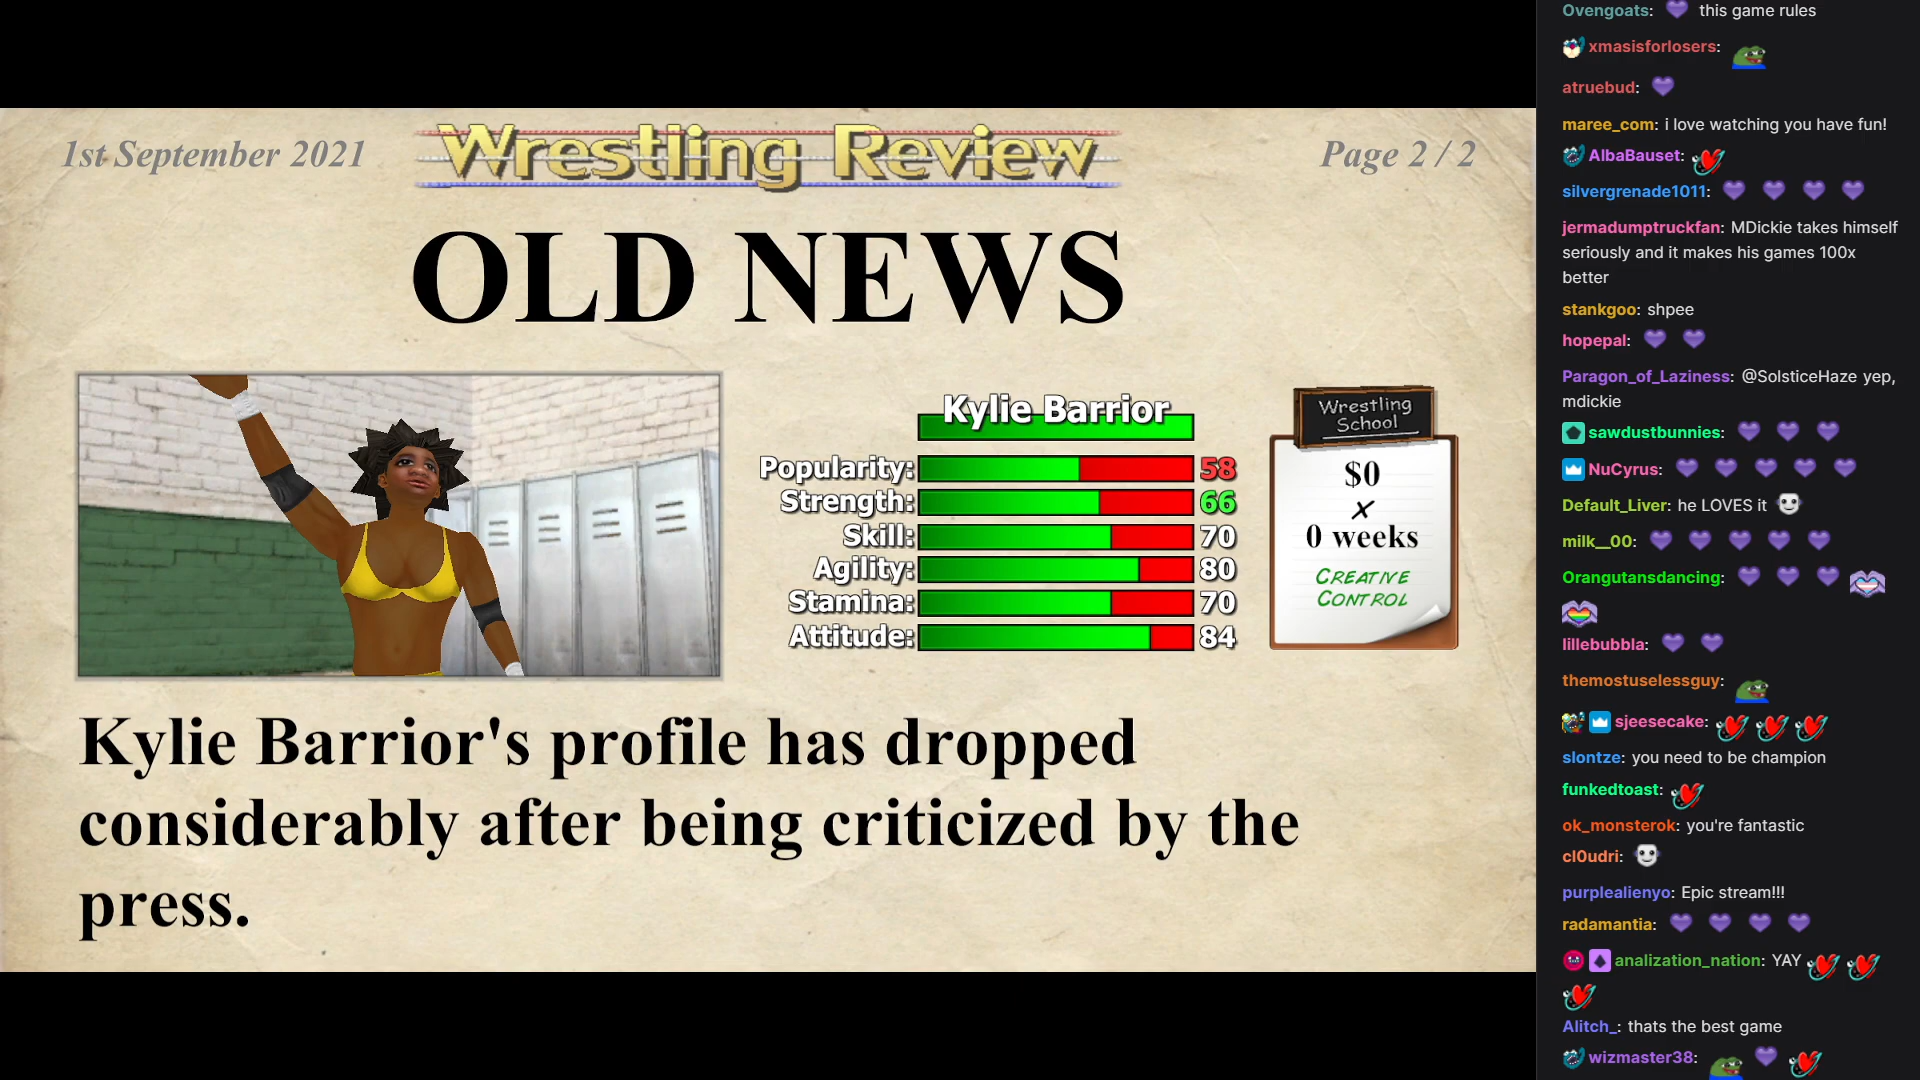 1st September 2021
Wrestling Review
Page 2 / 2
OLD NEWS
Kylie Barrior
Popularity: 58
Strength: 66
Skill: 70
Agility: 80
Stamina: 70
Attitude: 84
Wrestling
School
$0
x
0 weeks
CREATIVE
CONTROL
Kylie Barrior's profile has dropped
considerably after being criticized by the
press.
Ovengoats: this game rules
xmasisforlosers:
atruebud:
maree_com: i love watching you have fun!
AlbaBauset:
silvergrenade1011:
jermadumptruckfan: MDickie takes himself
seriously and it makes his games 100x
better
stankgoo: shpee
hopepal:
Paragon_of_Laziness: @SolsticeHaze yep,
mdickie
sawdustbunnies:
NuCyrus:
Default_Liver: he LOVES it
milk__00:
Orangutansdancing:
lillebubbla:
themostuselessguy:
sjeesecake:
slontze: you need to be champion
funkedtoast:
ok_monsterok: you're fantastic
cl0udri:
purplealienyo: Epic stream!!!
radamantia:
analization_nation: YAY
Alitch_: thats the best game
wizmaster38: